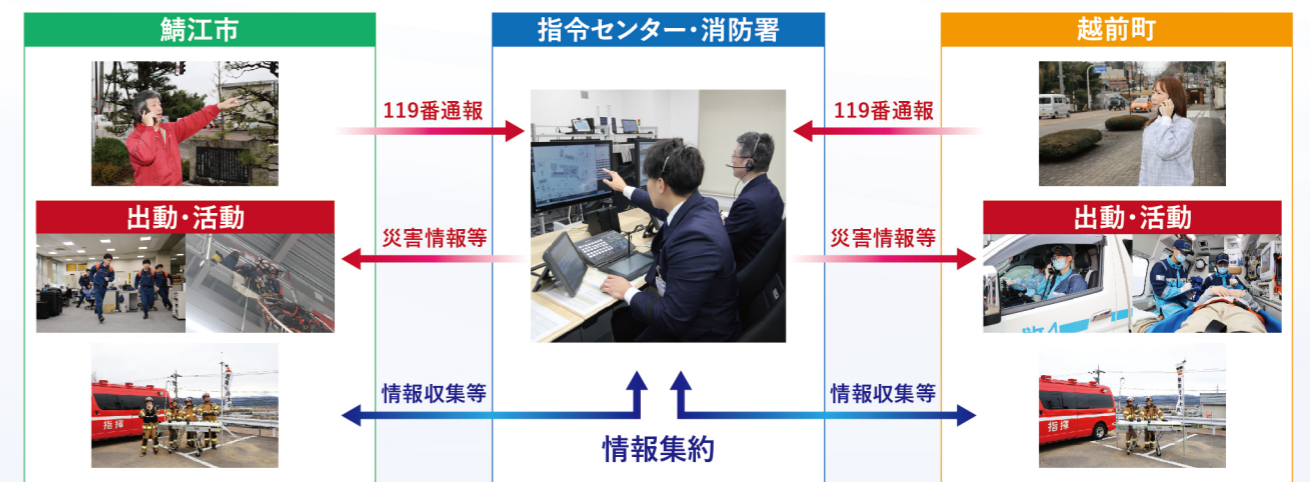 鯖江市
指令センター・消防署
越前町
119番通報
119番通報
出動・活動
出動・活動
災害情報等
災害情報等
情報収集等
情報収集等
情報集約
指揮
指揮